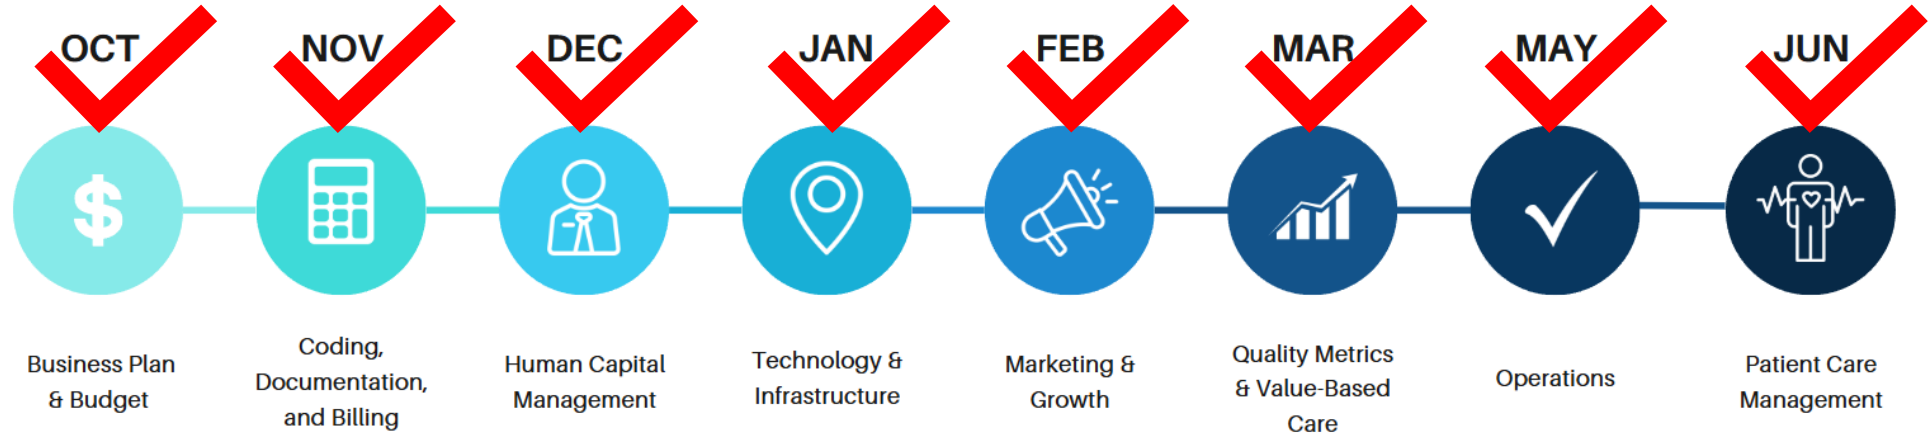 OCT
NOV
DEC
JAN
FEB
MAR
MAY
JUN
$
Business Plan
& Budget
Coding,
Documentation,
and Billing
Human Capital
Management
Technology &
Infrastructure
Marketing &
Growth
Quality Metrics
& Value-Based
Care
Operations
Patient Care
Management